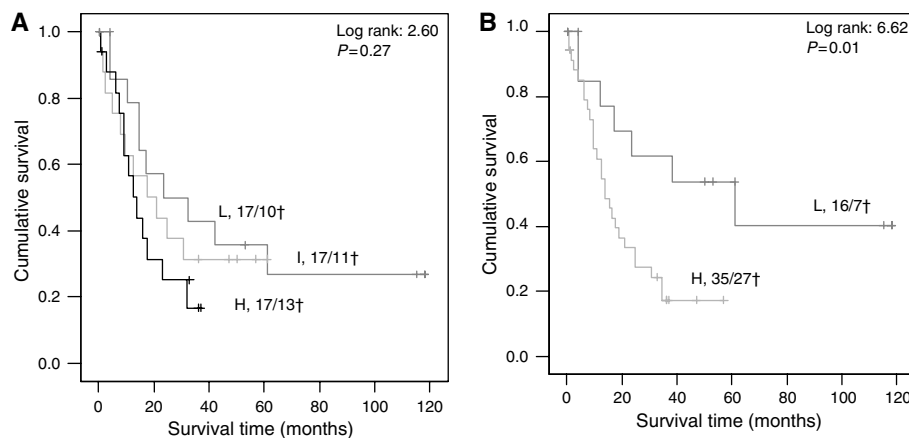 A
Log rank: 2.60
P=0.27
Cumulative survival
1.0
0.8
0.6
0.4
0.2
0.0
L, 17/10†
I, 17/11†
H, 17/13†
0 20 40 60 80 100 120
Survival time (months)
B
Log rank: 6.62
P=0.01
Cumulative survival
1.0
0.8
0.6
0.4
0.2
0.0
L, 16/7†
H, 35/27†
0 20 40 60 80 100 120
Survival time (months)